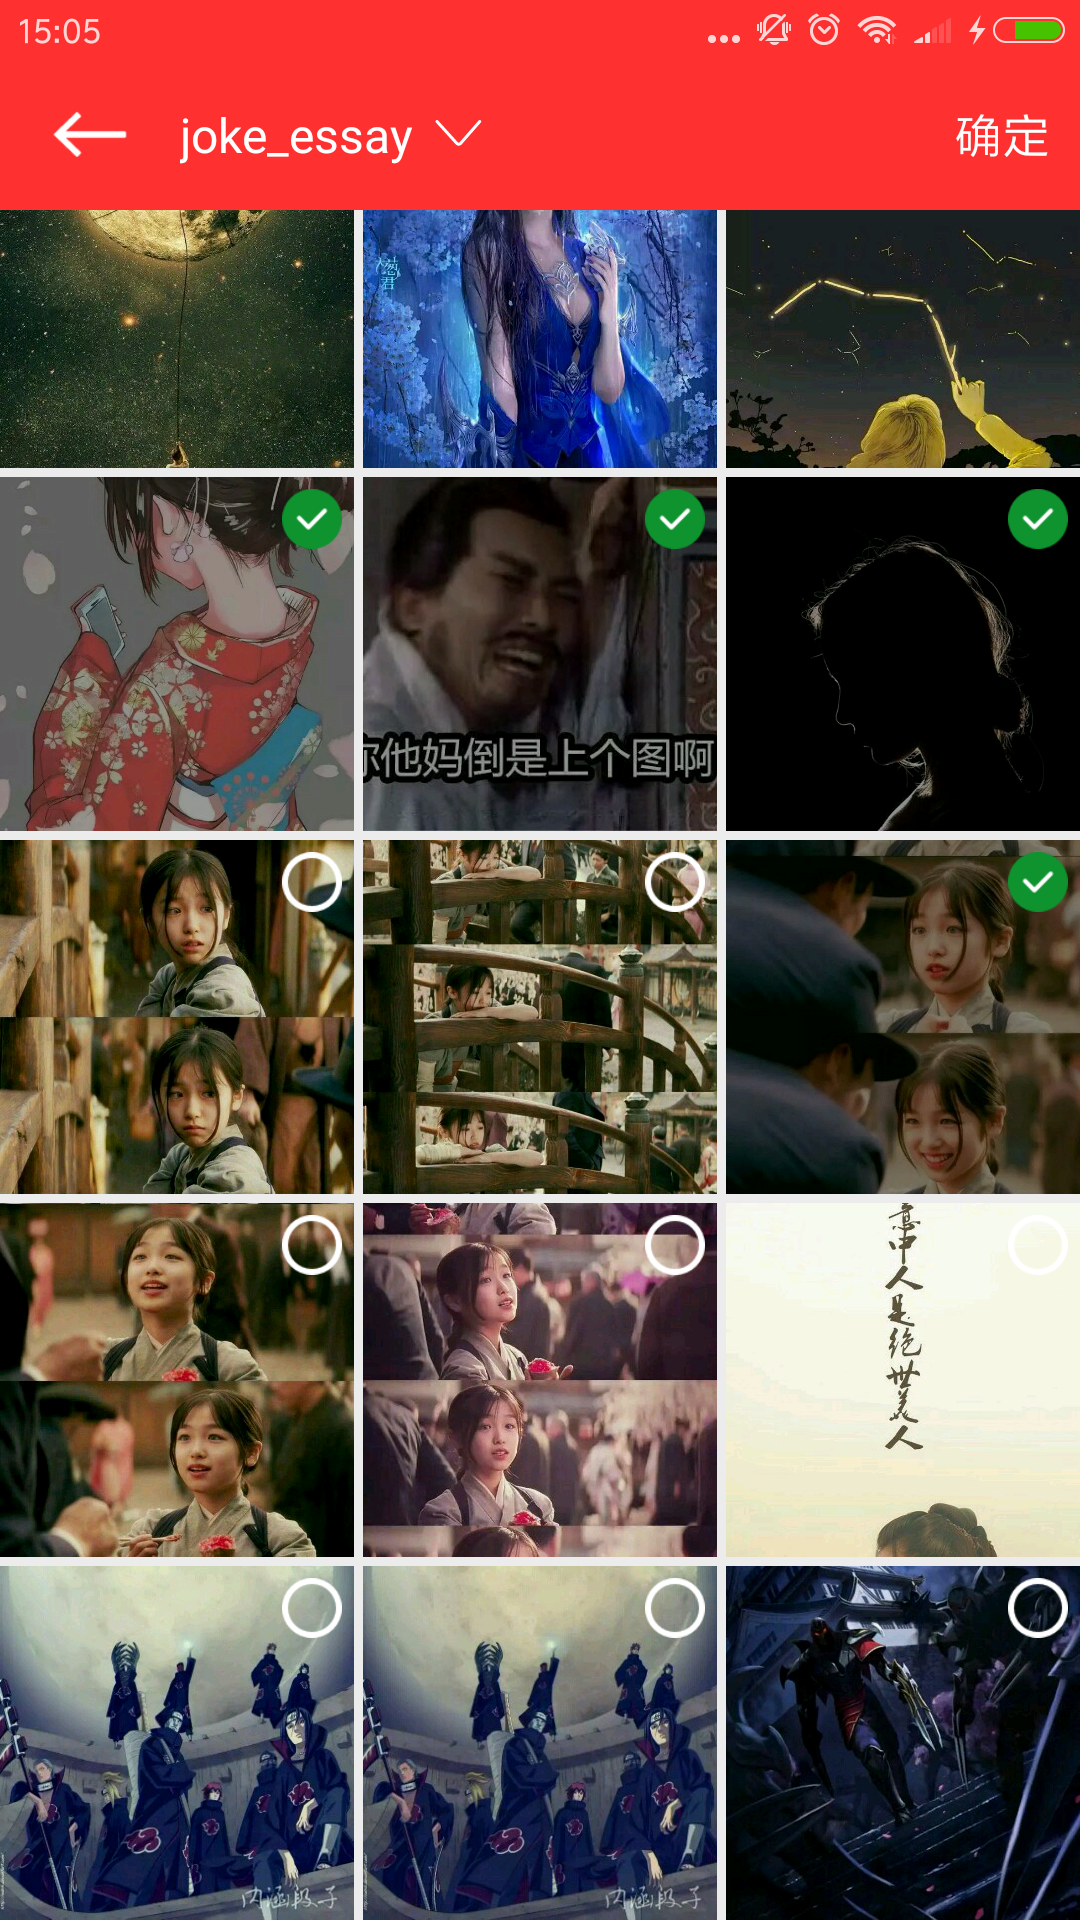 15:05
joke_essay
确定
你他妈倒是上个图啊
中
人
是
绝
世
美
人
内涵段子
内涵段子